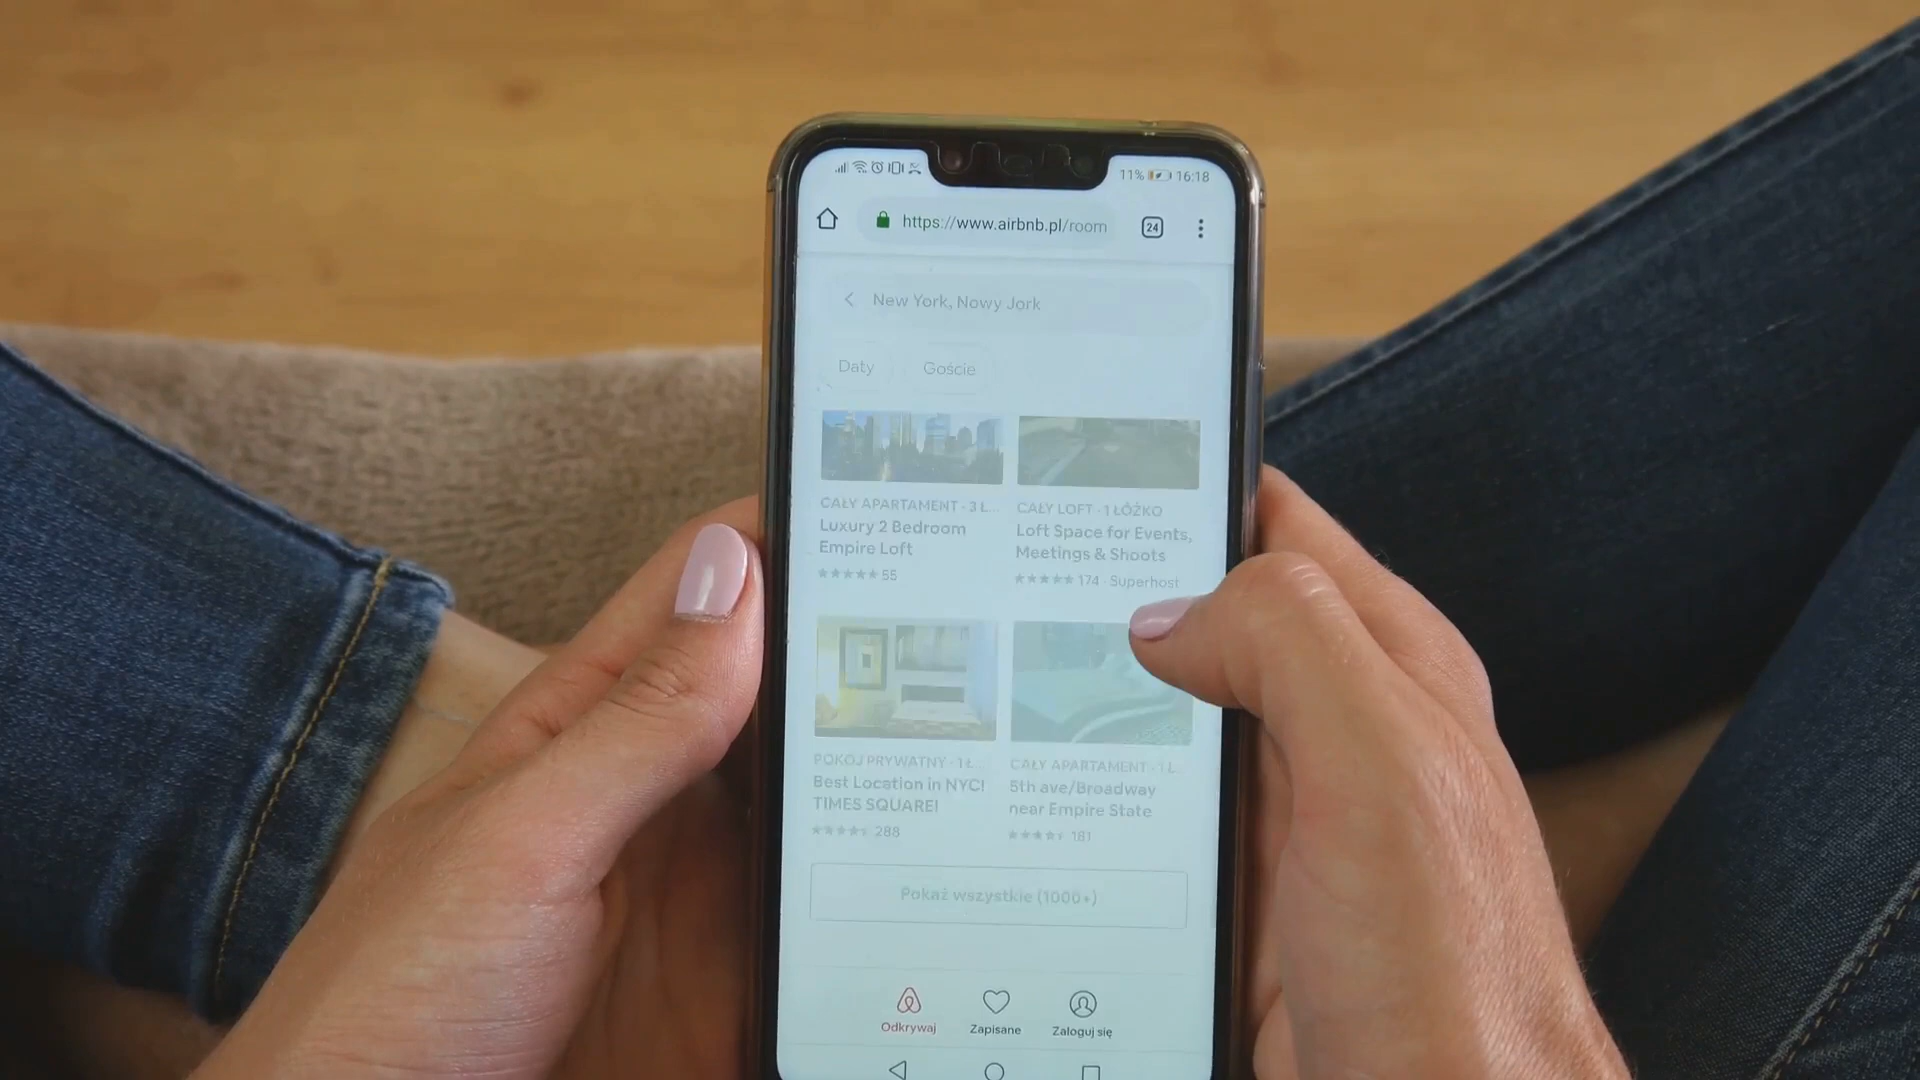 11% 16:18
https://www.airbnb.pl/room
24
New York, Nowy Jork
Daty Goście
CAŁY APARTAMENT · 3 Ł...
Luxury 2 Bedroom
Empire Loft
★★★★★ 55
CAŁY LOFT · 1 ŁÓŻKO
Loft Space for Events,
Meetings & Shoots
★★★★★ 174 · Superhost
POKÓJ PRYWATNY · 1 Ł...
Best Location in NYC!
TIMES SQUARE!
288
CAŁY APARTAMENT · 1 Ł...
5th ave/Broadway
near Empire State
181
Pokaż wszystkie (1000+)
Odkrywaj Zapisane Zaloguj się